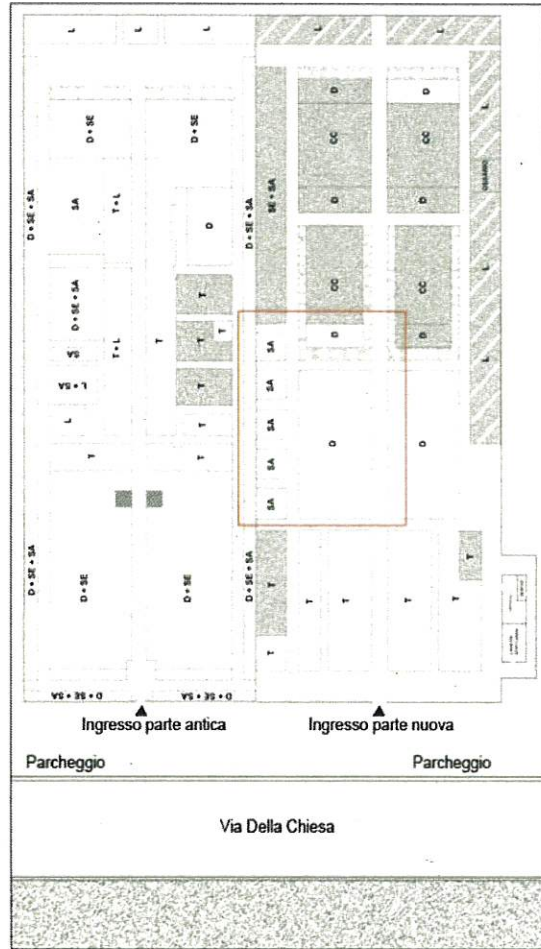 L
L
L
L
L
D + SE
D + SE
D + SE + SA
SA
T + L
D
D + SE + SA
SE + SA
D
D
CC
CC
D
D
OSSARIO
L
D + SE + SA
T + L
T
T
T
T
T
CC
CC
D
D
L
L + SA
L
T
T
T
SA
SA
SA
SA
SA
D
D
D + SE + SA
D + SE
D + SE
D + SE + SA
T
T
T
T
T
T
T
D + SE + SA
D + SE + SA
Ingresso parte antica
Ingresso parte nuova
Parcheggio
Parcheggio
Via Della Chiesa